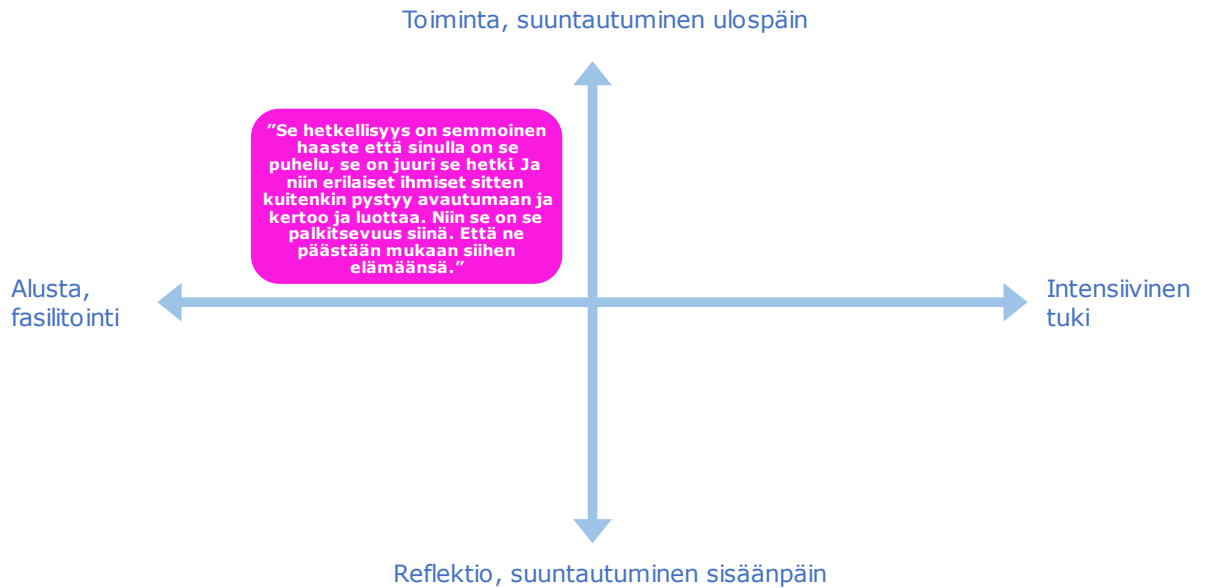 Toiminta, suuntautuminen ulospäin
”Se hetkellisyys on semmoinen
haaste että sinulla on se
puhelu, se on juuri se hetki. Ja
niin erilaiset ihmiset sitten
kuitenkin pystyy avautumaan ja
kertoo ja luottaa. Niin se on se
palkitsevuus siinä. Että ne
päästään mukaan siihen
elämäänsä.”
Alusta,
fasilitointi
Intensiivinen
tuki
Reflektio, suuntautuminen sisäänpäin